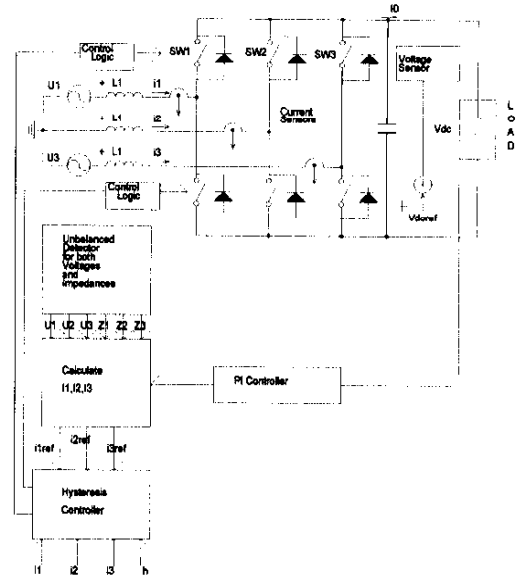 I0
Control
Logic
SW1
SW2
SW3
Voltage
Sensor
U1
L1
i1
L1
i2
Current
Sensors
Vdc
LOAD
U3
L1
i3
Control
Logic
Vdcref
Unbalanced
Detector
for both
Voltages
and
Impedances
U1 U2 U3 Z1 Z2 Z3
Calculate
I1,I2,I3
PI Controller
i1ref i2ref i3ref
Hysteresis
Controller
I1 i2 I3 h